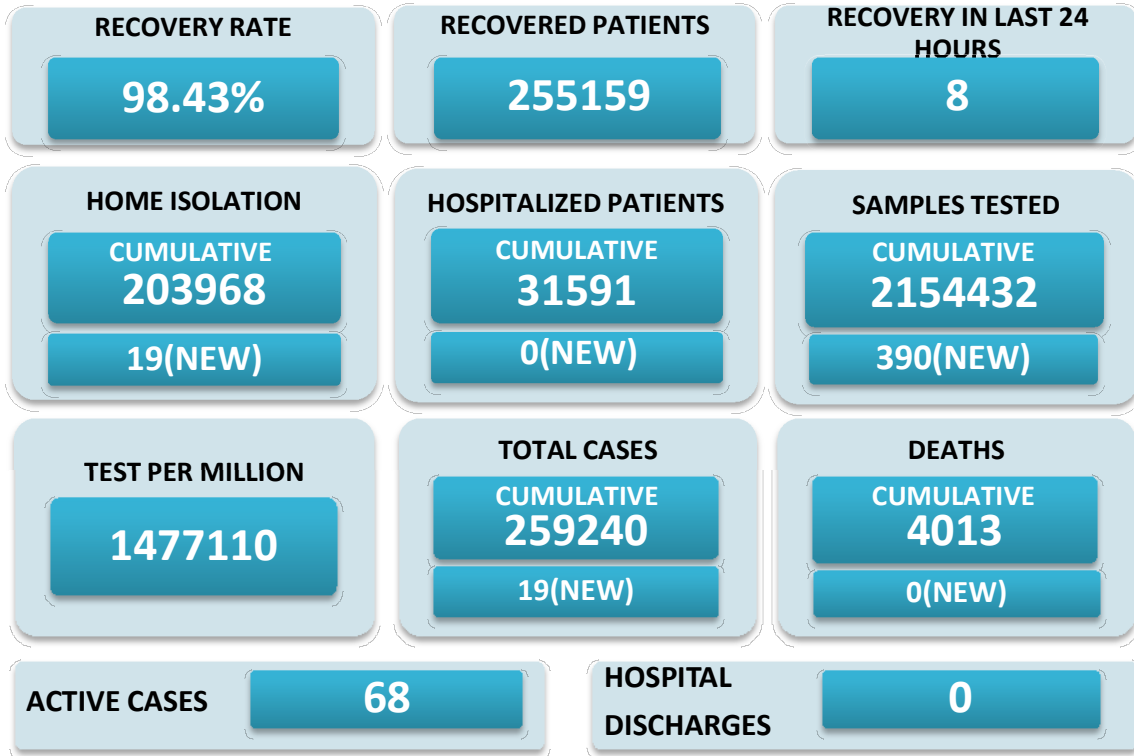 RECOVERY RATE
98.43%
RECOVERED PATIENTS
255159
RECOVERY IN LAST 24
HOURS
8
HOME ISOLATION
CUMULATIVE
203968
19(NEW)
HOSPITALIZED PATIENTS
CUMULATIVE
31591
0(NEW)
SAMPLES TESTED
CUMULATIVE
2154432
390(NEW)
TEST PER MILLION
1477110
TOTAL CASES
CUMULATIVE
259240
19(NEW)
DEATHS
CUMULATIVE
4013
0(NEW)
ACTIVE CASES
68
HOSPITAL
DISCHARGES
0